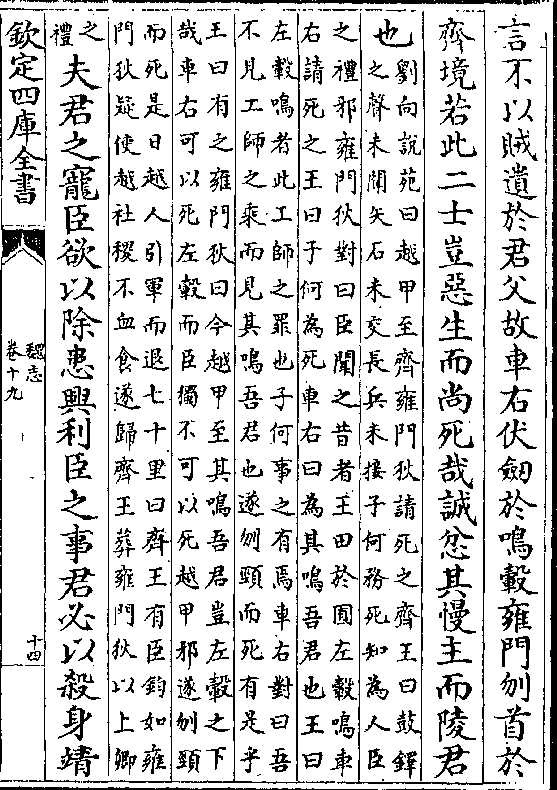 言不以賊遺於君父故車右伏劒於鳴轂雍門刎首於
齊境若此二士豈惡生而尚死哉誠忿其慢主而陵君
也
劉向說苑曰越甲至齊雍門狄請死之齊王曰鼓鐸
之聲未聞矢石未交長兵未接子何務死知為人臣
之禮邪雍門狄對曰臣聞之昔者王田於囿左轂鳴車
右請死之王曰子何為死車右曰為其鳴吾君也王曰
左轂鳴者此工師之罪也子何事之有焉車右對曰吾
不見工師之乗而見其鳴吾君也遂刎頸而死有是乎
王曰有之雍門狄曰今越甲至其鳴吾君豈左轂之下
哉車右可以死左轂而臣獨不可以死越甲邪遂刎頸
而死是日越人引軍而退七十里曰齊王有臣鈞如雍
門狄疑使越社稷不血食遂歸齊王葬雍門狄以上卿
之
禮
夫君之寵臣欲以除患興利臣之事君必以殺身靖
欽定四庫全書
魏志
卷十九
十四